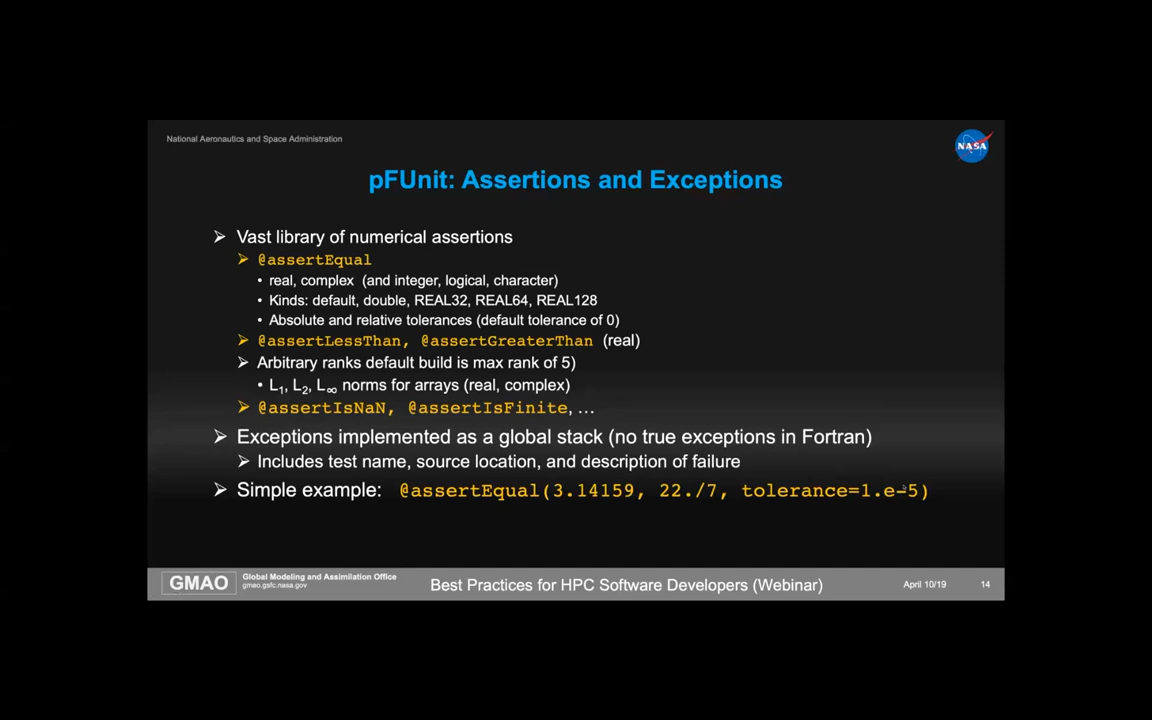 National Aeronautics and Space Administration
NASA
pFUnit: Assertions and Exceptions
➢ Vast library of numerical assertions
➢ @assertEqual
• real, complex (and integer, logical, character)
• Kinds: default, double, REAL32, REAL64, REAL128
• Absolute and relative tolerances (default tolerance of 0)
➢ @assertLessThan, @assertGreaterThan (real)
➢ Arbitrary ranks default build is max rank of 5)
• L1, L2, L∞ norms for arrays (real, complex)
➢ @assertIsNaN, @assertIsFinite, …
➢ Exceptions implemented as a global stack (no true exceptions in Fortran)
➢ Includes test name, source location, and description of failure
➢ Simple example: @assertEqual(3.14159, 22./7, tolerance=1.e-5)
GMAO
Global Modeling and Assimilation Office
gmao.gsfc.nasa.gov
Best Practices for HPC Software Developers (Webinar)
April 10/19
14